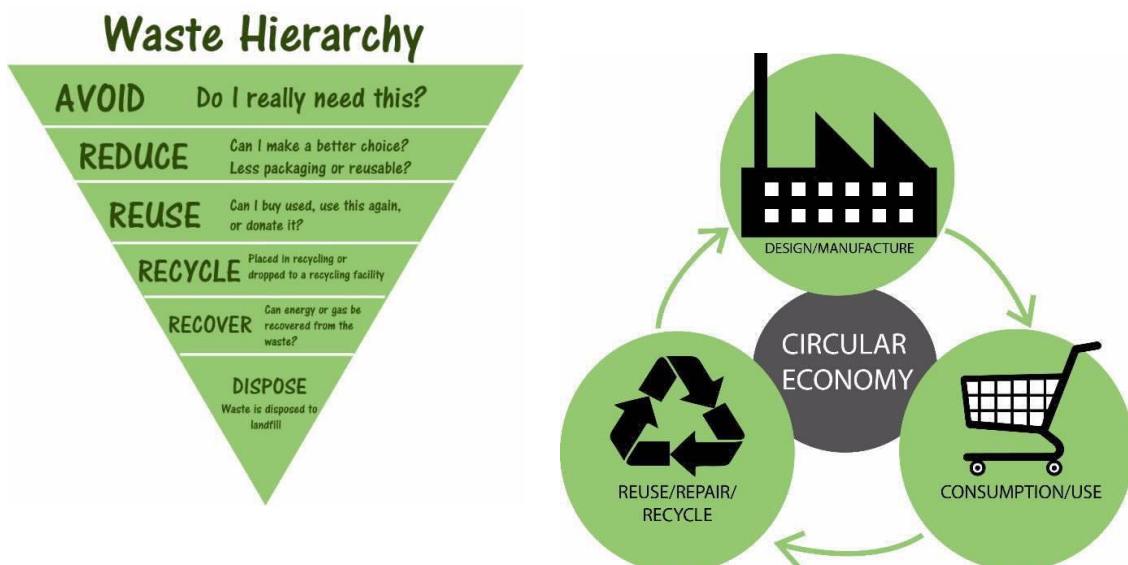 Waste Hierarchy
AVOID Do I really need this?
REDUCE Can I make a better choice?
Less packaging or reusable?
REUSE Can I buy used, use this again,
or donate it?
RECYCLE Placed in recycling or
dropped to a recycling facility
RECOVER Can energy or gas be
recovered from the
waste?
DISPOSE
Waste is disposed to
landfill
DESIGN/MANUFACTURE
CIRCULAR
ECONOMY
REUSE/REPAIR/
RECYCLE
CONSUMPTION/USE